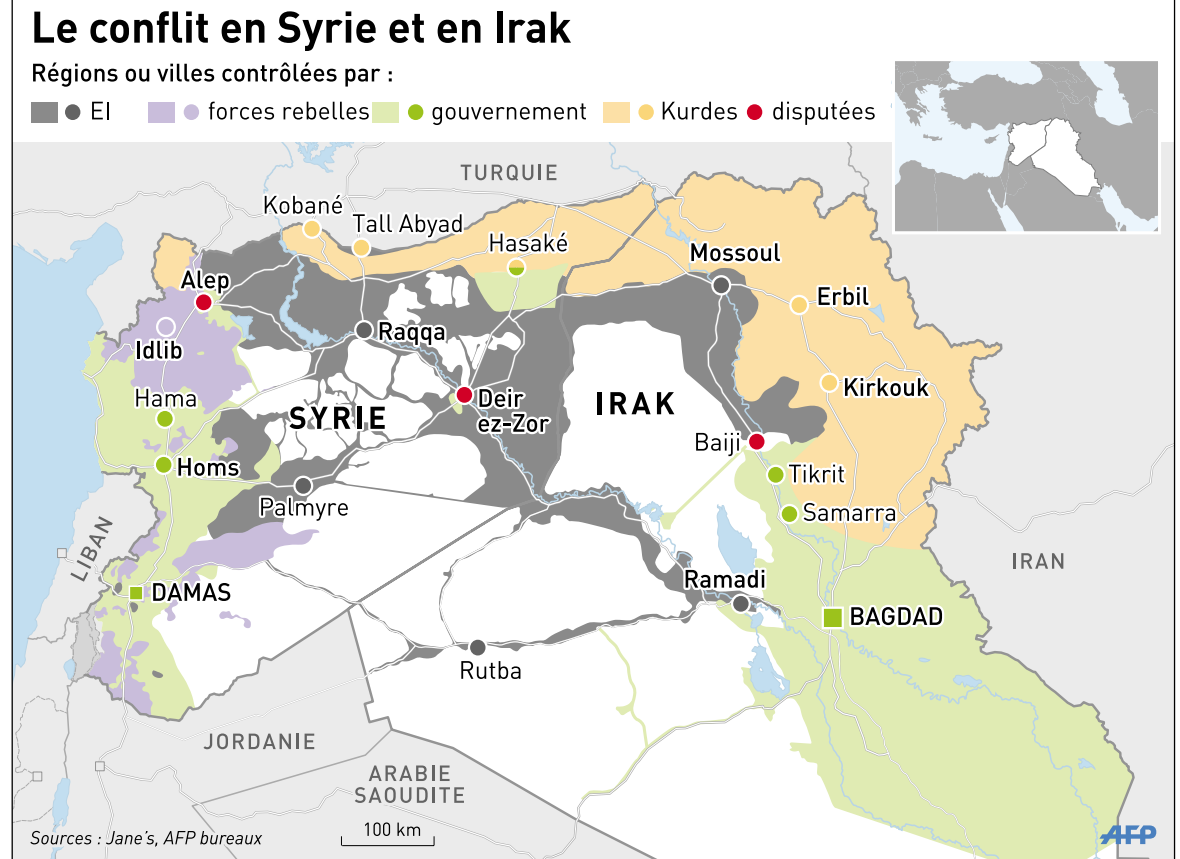 Le conflit en Syrie et en Irak
Régions ou villes contrôlées par :
EI forces rebelles gouvernement Kurdes disputées
TURQUIE
Kobané
Tall Abyad
Hasaké
Mossoul
Alep
Erbil
Raqqa
Idlib
Kirkouk
Hama
SYRIE
Deir
ez-Zor
IRAK
Baiji
Homs
Tikrit
Palmyre
Samarra
LIBAN
IRAN
Ramadi
DAMAS
BAGDAD
Rutba
JORDANIE
ARABIE
SAOUDITE
100 km
Sources : Jane's, AFP bureaux
AFP